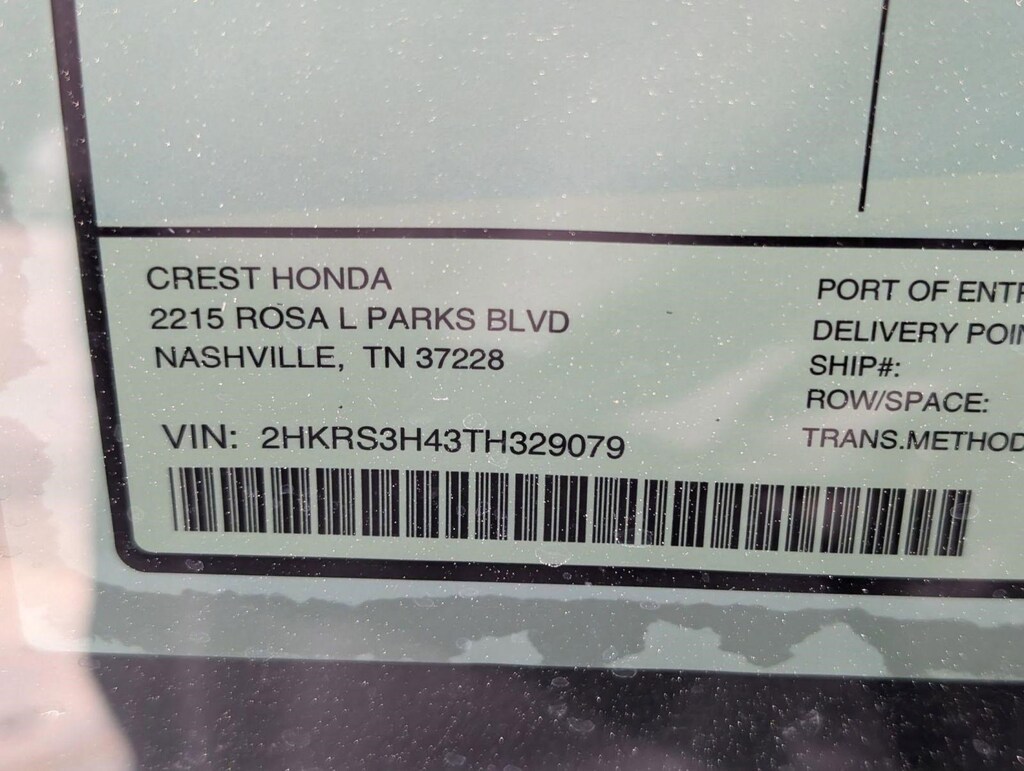 CREST HONDA
2215 ROSA L PARKS BLVD
NASHVILLE, TN 37228
VIN: 2HKRS3H43TH329079
PORT OF ENTR
DELIVERY POIN
SHIP#:
ROW/SPACE:
TRANS.METHOD